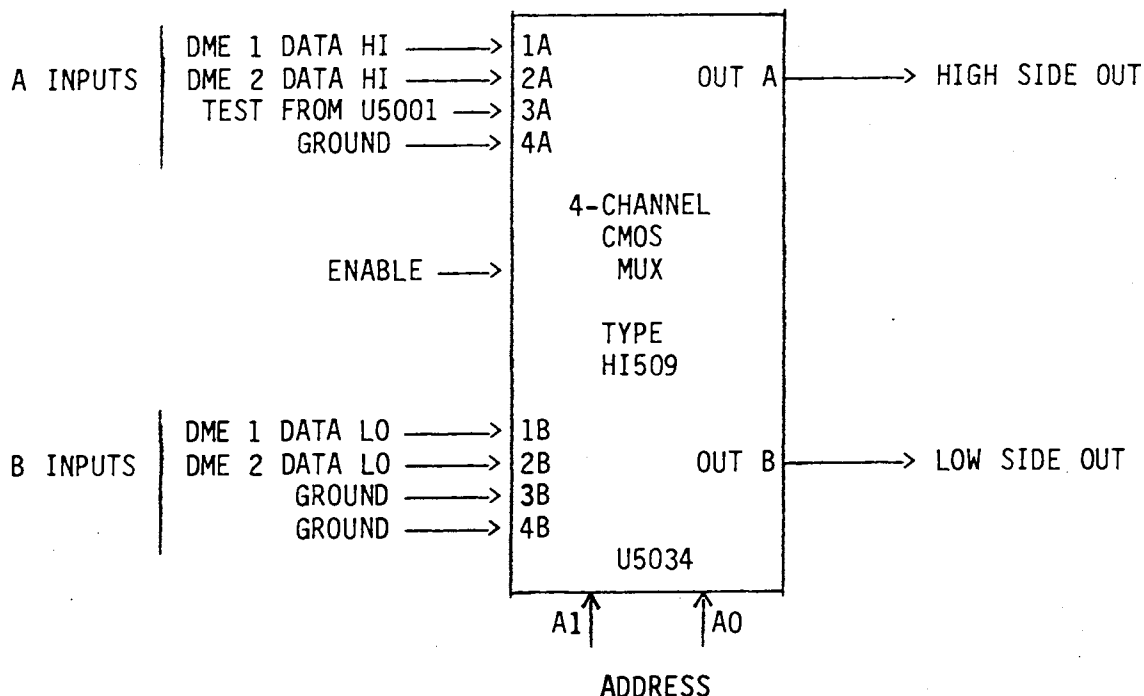 DME 1 DATA HI
1A
A INPUTS
DME 2 DATA HI
2A
OUT A
HIGH SIDE OUT
TEST FROM U5001
3A
GROUND
4A
4-CHANNEL
CMOS
MUX
ENABLE
TYPE
HI509
DME 1 DATA LO
1B
B INPUTS
DME 2 DATA LO
2B
OUT B
LOW SIDE OUT
GROUND
3B
GROUND
4B
U5034
A1
A0
ADDRESS